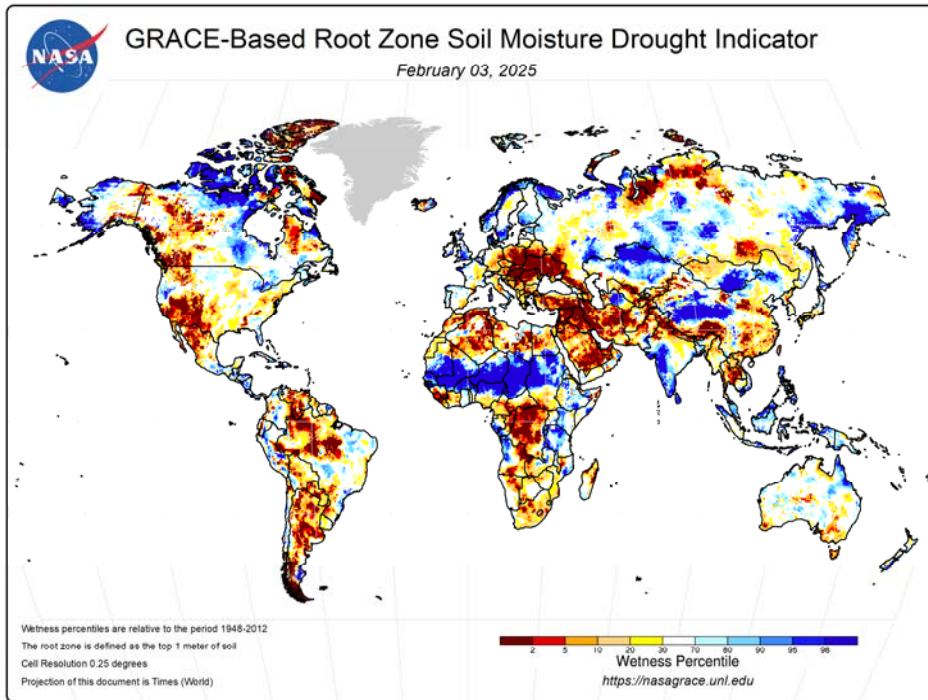 NASA
GRACE-Based Root Zone Soil Moisture Drought Indicator
February 03, 2025
Wetness percentiles are relative to the period 1948-2012
The root zone is defined as the top 1 meter of soil
Cell Resolution 0.25 degrees
Projection of this document is Times (World)
2 5 10 20 30 70 80 90 95 98
Wetness Percentile
https://nasagrace.unl.edu